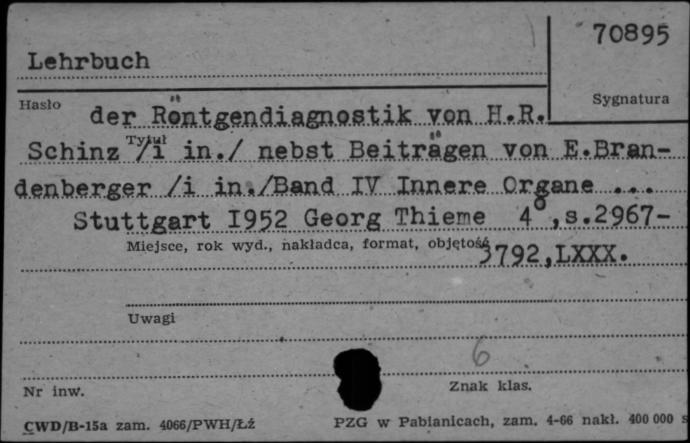 70895
Lehrbuch
Hasło
Sygnatura
der Röntgendiagnostik von H.R.
Tytuł
Schinz /i in./ nebst Beiträgen von E.Bran-
denberger /i in./Band IV Innere Organe ...
Stuttgart I952 Georg Thieme 4°,s.2967-
Miejsce, rok wyd., nakładca, format, objętość
3792,LXXX.
Uwagi
6
Nr inw.
Znak klas.
CWD/B-15a zam. 4066/PWH/Łź
PZG w Pabianicach, zam. 4-66 nakł. 400 000 s